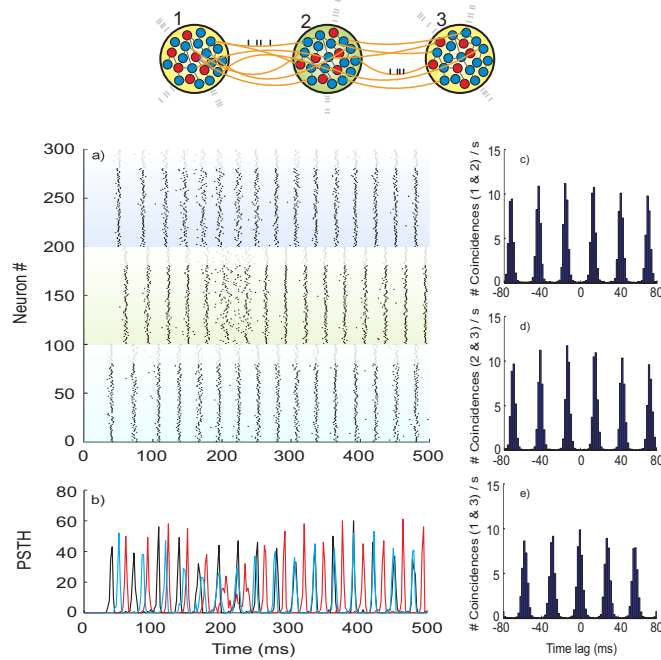 1 2 3
a)
300
250
200
150
100
50
0
Neuron #
0 100 200 300 400 500
b)
80
60
40
20
0
PSTH
0 100 200 300 400 500
Time (ms)
c)
15
10
5
0
# Coincidences (1 & 2) / s
-80 -40 0 40 80
d)
15
10
5
0
# Coincidences (2 & 3) / s
-80 -40 0 40 80
e)
15
10
5
0
# Coincidences (1 & 3) / s
-80 -40 0 40 80
Time lag (ms)